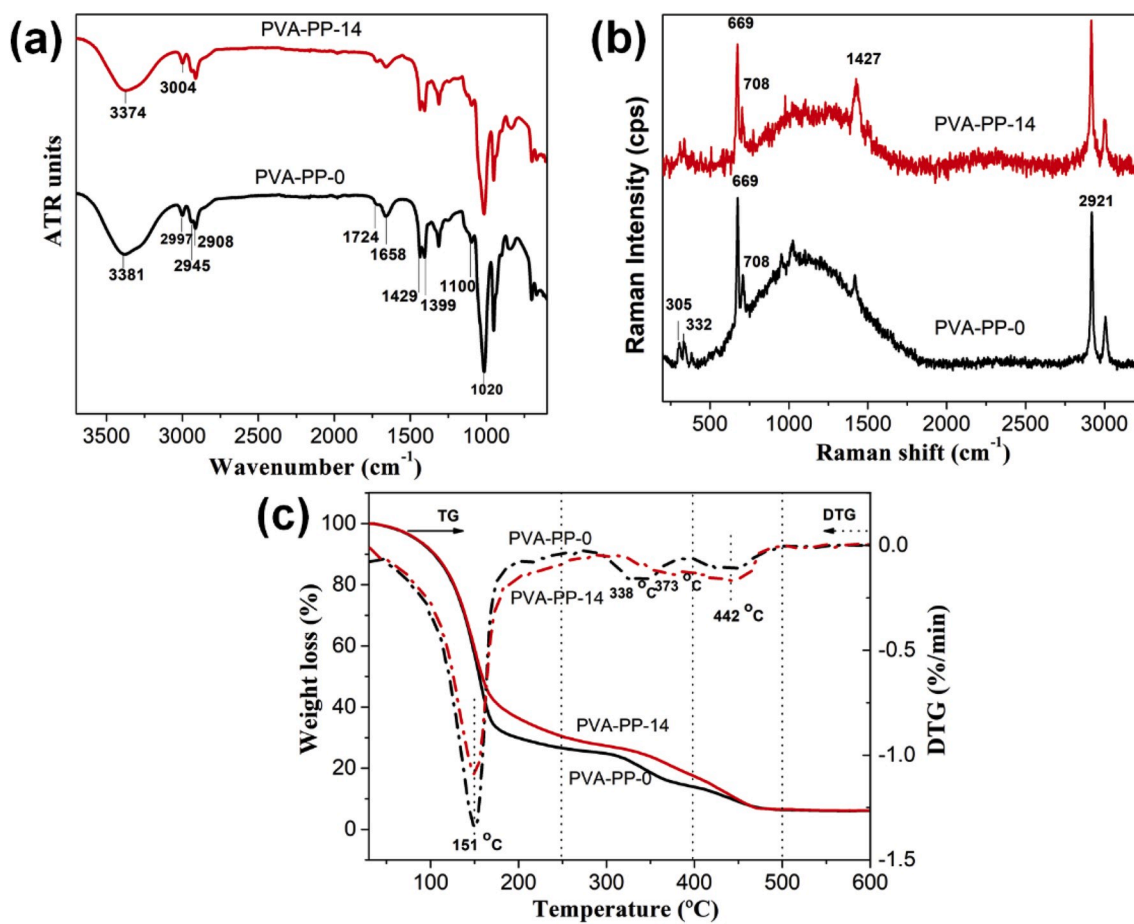 (a)
PVA-PP-14
3374
3004
PVA-PP-0
3381
2997
2945
2908
1724
1658
1429
1399
1100
1020
ATR units
3500 3000 2500 2000 1500 1000
Wavenumber (cm⁻¹)
(b)
669
708
1427
PVA-PP-14
669
708
2921
305
332
PVA-PP-0
Raman Intensity (cps)
500 1000 1500 2000 2500 3000
Raman shift (cm⁻¹)
(c)
TG
DTG
PVA-PP-0
PVA-PP-14
338 °C
373 °C
442 °C
PVA-PP-14
PVA-PP-0
151 °C
Weight loss (%)
100
80
60
40
20
0
DTG (%/min)
0.0
-0.5
-1.0
-1.5
100 200 300 400 500 600
Temperature (ºC)